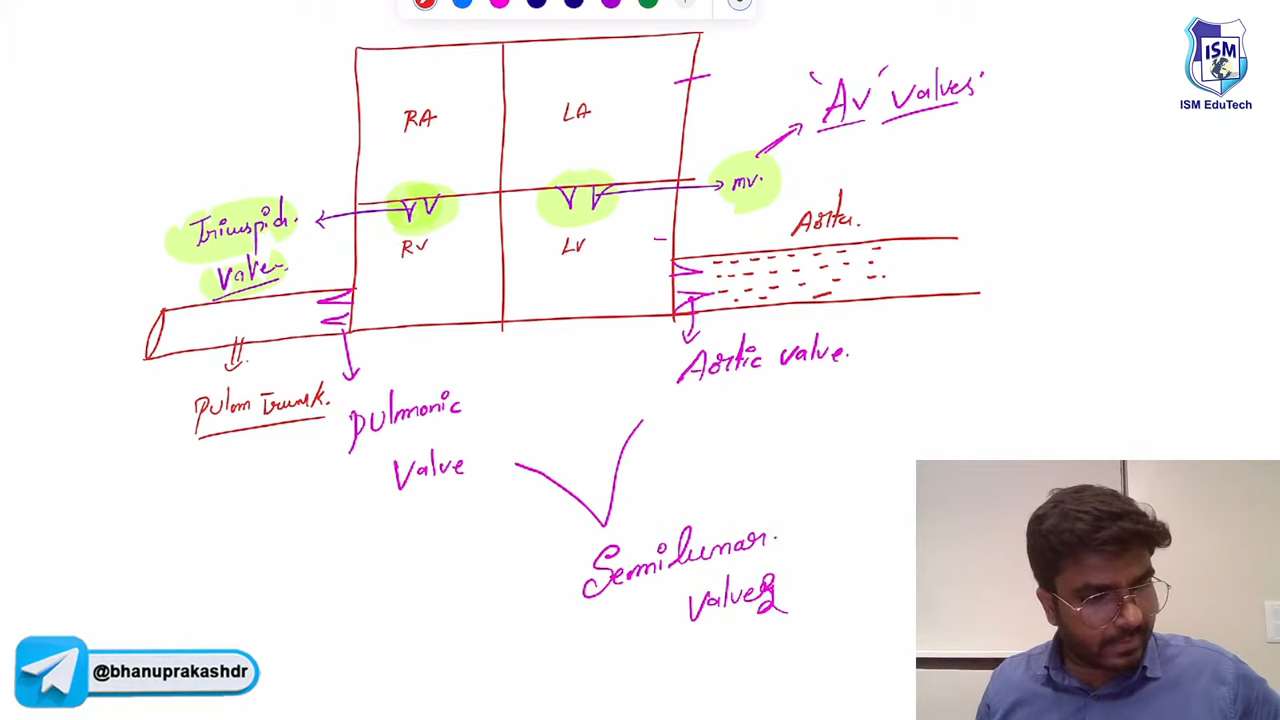 ISM
ISM EduTech
'AV' valves'
RA
LA
mv.
Tricuspid.
valve.
RV
LV
Aorta.
Aortic valve.
Pulm Trunk.
Pulmonic
valve
Semilunar.
valves
@bhanuprakashdr